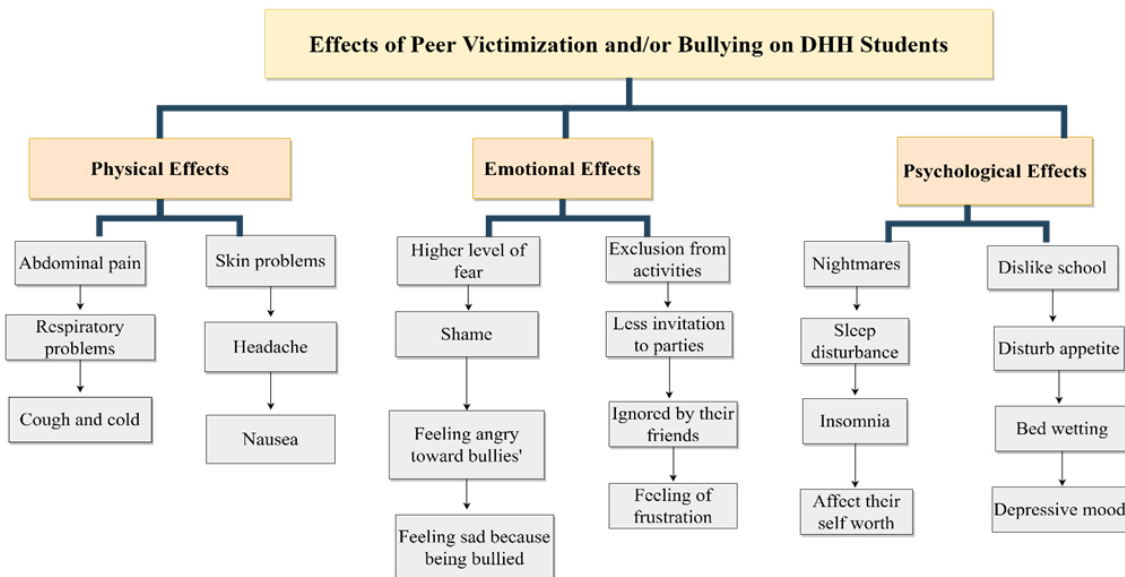 Effects of Peer Victimization and/or Bullying on DHH Students
Physical Effects
Emotional Effects
Psychological Effects
Abdominal pain
Respiratory
problems
Cough and cold
Skin problems
Headache
Nausea
Higher level of
fear
Shame
Feeling angry
toward bullies'
Feeling sad because
being bullied
Exclusion from
activities
Less invitation
to parties
Ignored by their
friends
Feeling of
frustration
Nightmares
Sleep
disturbance
Insomnia
Affect their
self worth
Dislike school
Disturb appetite
Bed wetting
Depressive mood